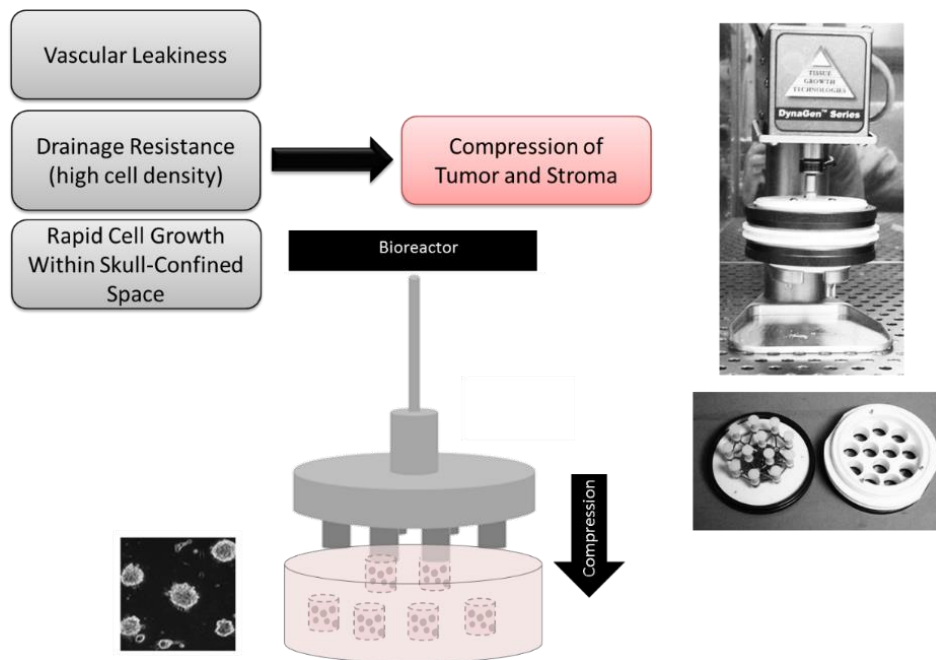 Vascular Leakiness
Drainage Resistance
(high cell density)
Rapid Cell Growth
Within Skull-Confined
Space
Compression of
Tumor and Stroma
Bioreactor
Compression
TISSUE
GROWTH
TECHNOLOGIES
DynaGen™ Series